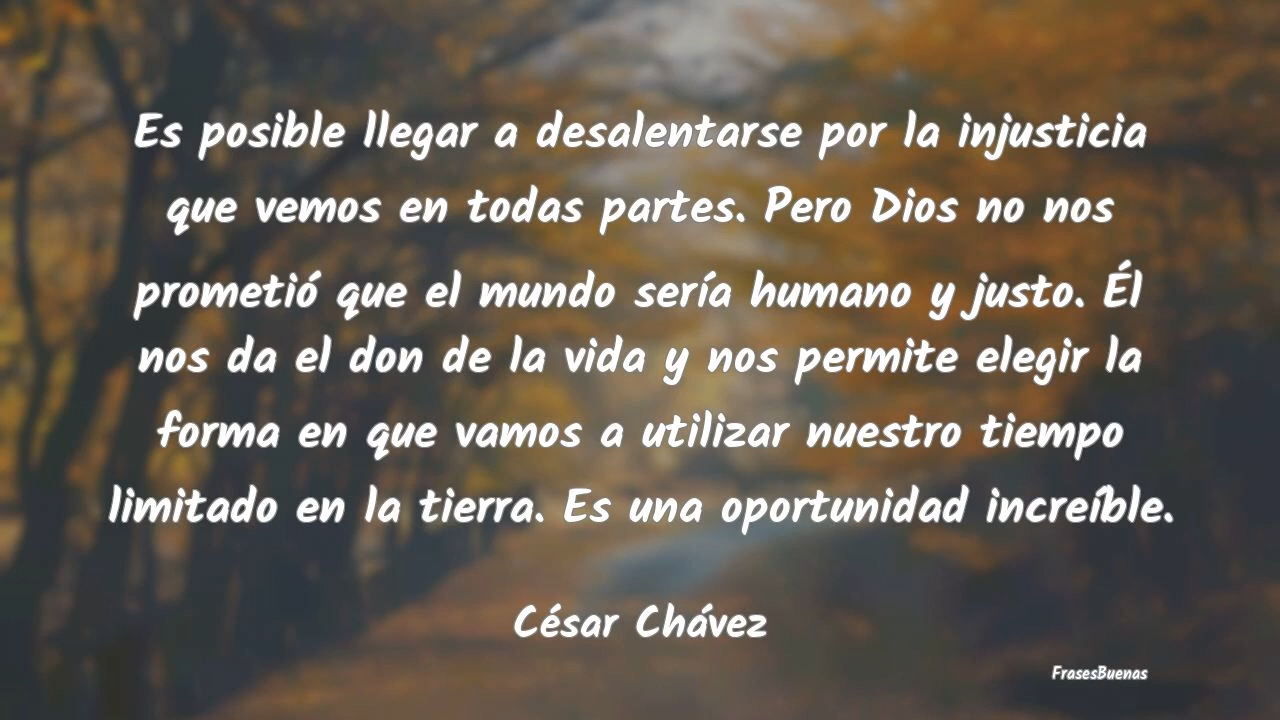 Es posible llegar a desalentarse por la injusticia
que vemos en todas partes. Pero Dios no nos
prometió que el mundo sería humano y justo. Él
nos da el don de la vida y nos permite elegir la
forma en que vamos a utilizar nuestro tiempo
limitado en la tierra. Es una oportunidad increíble.
César Chávez
FrasesBuenas